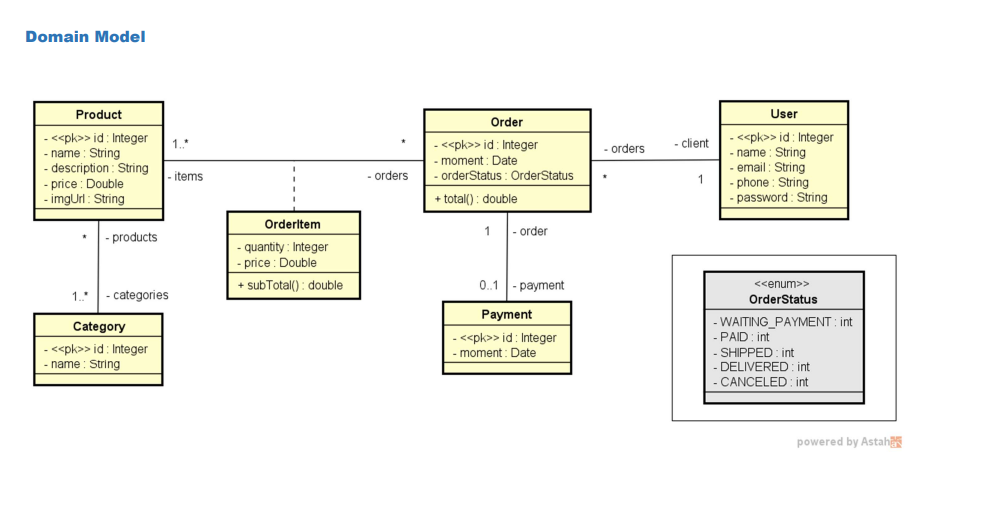 Domain Model
Product
- <<pk>> id : Integer
- name : String
- description : String
- price : Double
- imgUrl : String
1..*
- items
*
- orders
Order
- <<pk>> id : Integer
- moment : Date
- orderStatus : OrderStatus
+ total() : double
- orders
*
- client
1
User
- <<pk>> id : Integer
- name : String
- email : String
- phone : String
- password : String
OrderItem
- quantity : Integer
- price : Double
+ subTotal() : double
* - products
1..* - categories
Category
- <<pk>> id : Integer
- name : String
1 - order
0..1 - payment
Payment
- <<pk>> id : Integer
- moment : Date
<<enum>>
OrderStatus
- WAITING_PAYMENT : int
- PAID : int
- SHIPPED : int
- DELIVERED : int
- CANCELED : int
powered by Astah